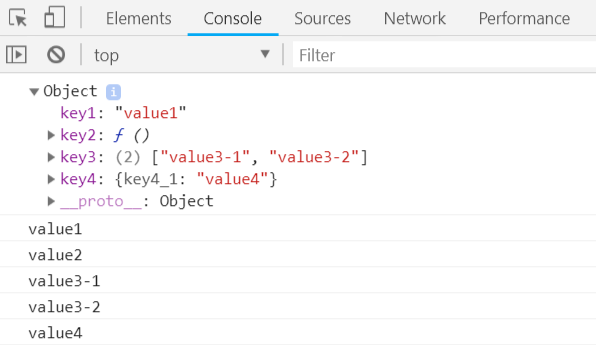 Elements Console Sources Network Performance
top Filter
Object i
key1: "value1"
key2: ƒ ()
key3: (2) ["value3-1", "value3-2"]
key4: {key4_1: "value4"}
__proto__: Object
value1
value2
value3-1
value3-2
value4